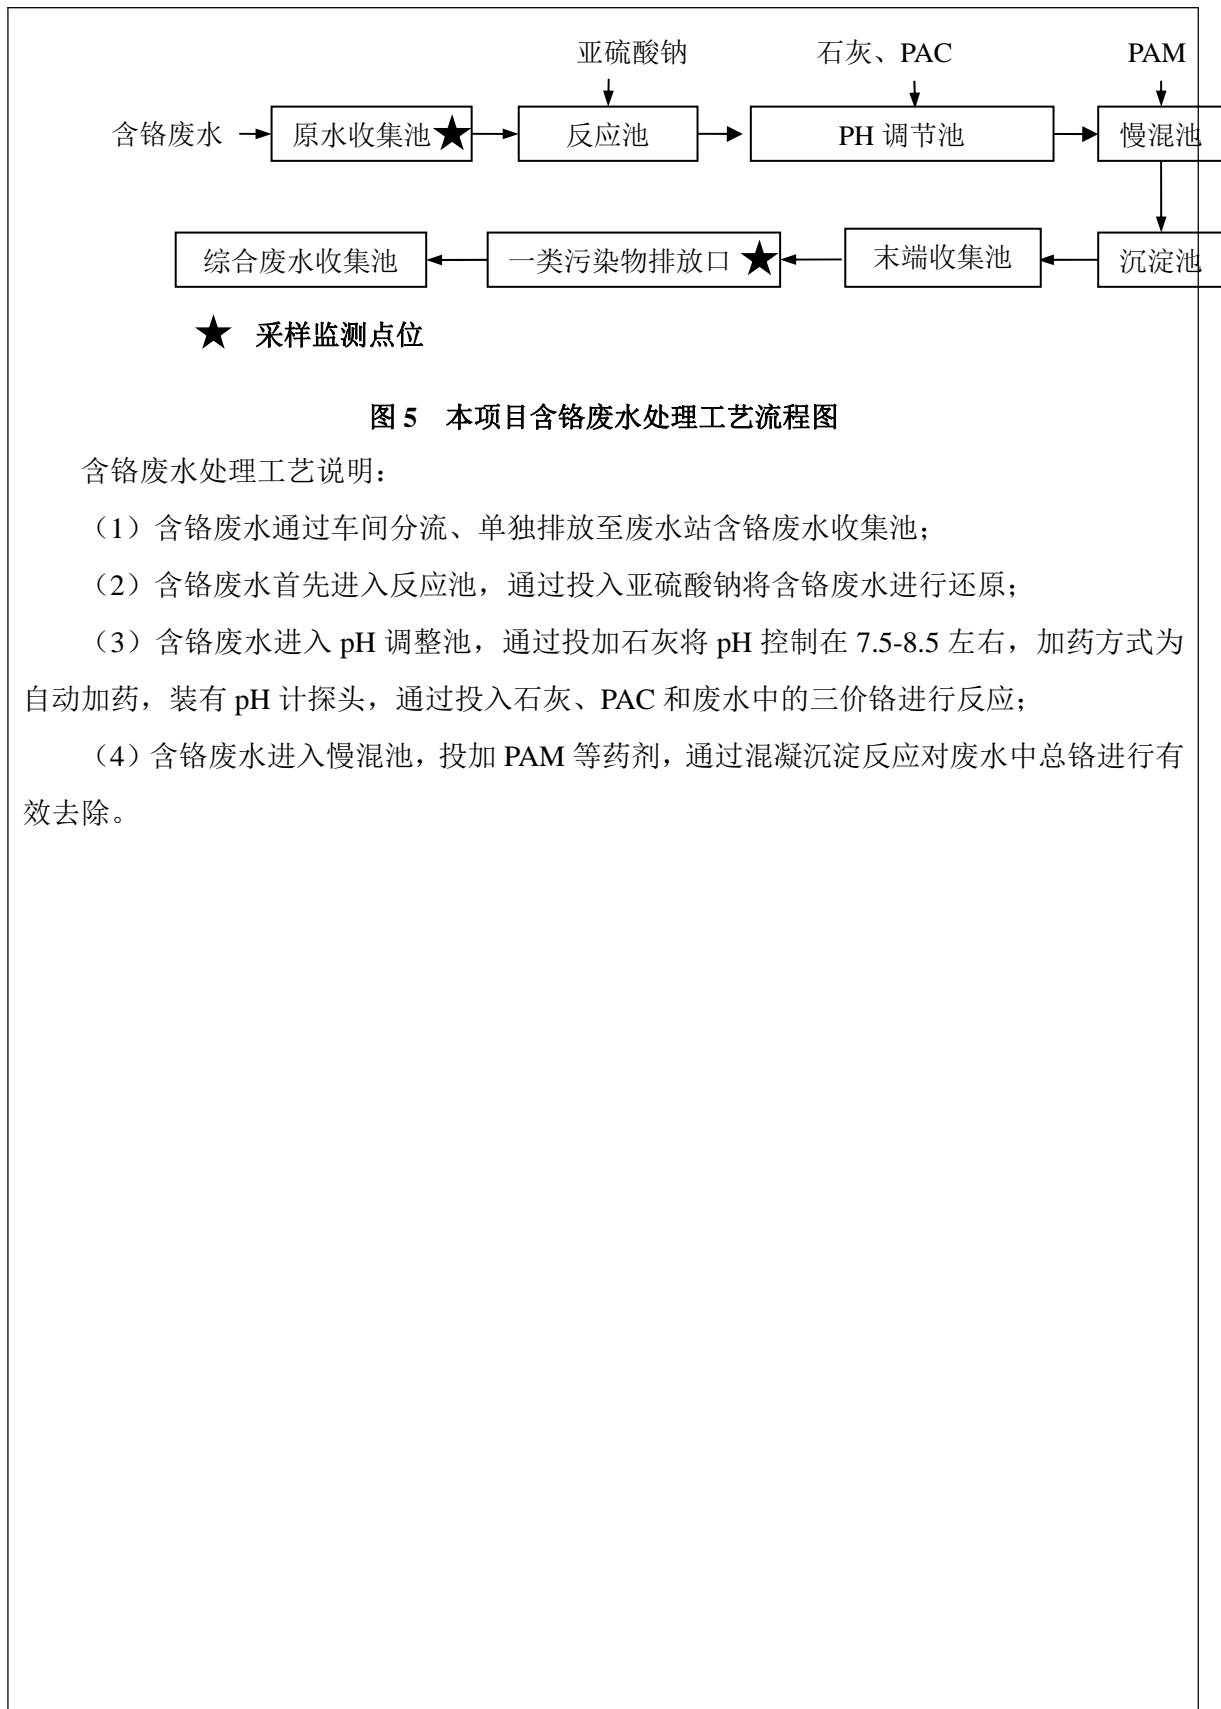 亚硫酸钠 石灰、PAC PAM
含铬废水 原水收集池★ 反应池 PH 调节池 慢混池
综合废水收集池 一类污染物排放口 ★ 末端收集池 沉淀池
★ 采样监测点位
图 5 本项目含铬废水处理工艺流程图
含铬废水处理工艺说明：
（1）含铬废水通过车间分流、单独排放至废水站含铬废水收集池；
（2）含铬废水首先进入反应池，通过投入亚硫酸钠将含铬废水进行还原；
（3）含铬废水进入 pH 调整池，通过投加石灰将 pH 控制在 7.5-8.5 左右，加药方式为
自动加药，装有 pH 计探头，通过投入石灰、PAC 和废水中的三价铬进行反应；
（4）含铬废水进入慢混池，投加 PAM 等药剂，通过混凝沉淀反应对废水中总铬进行有
效去除。